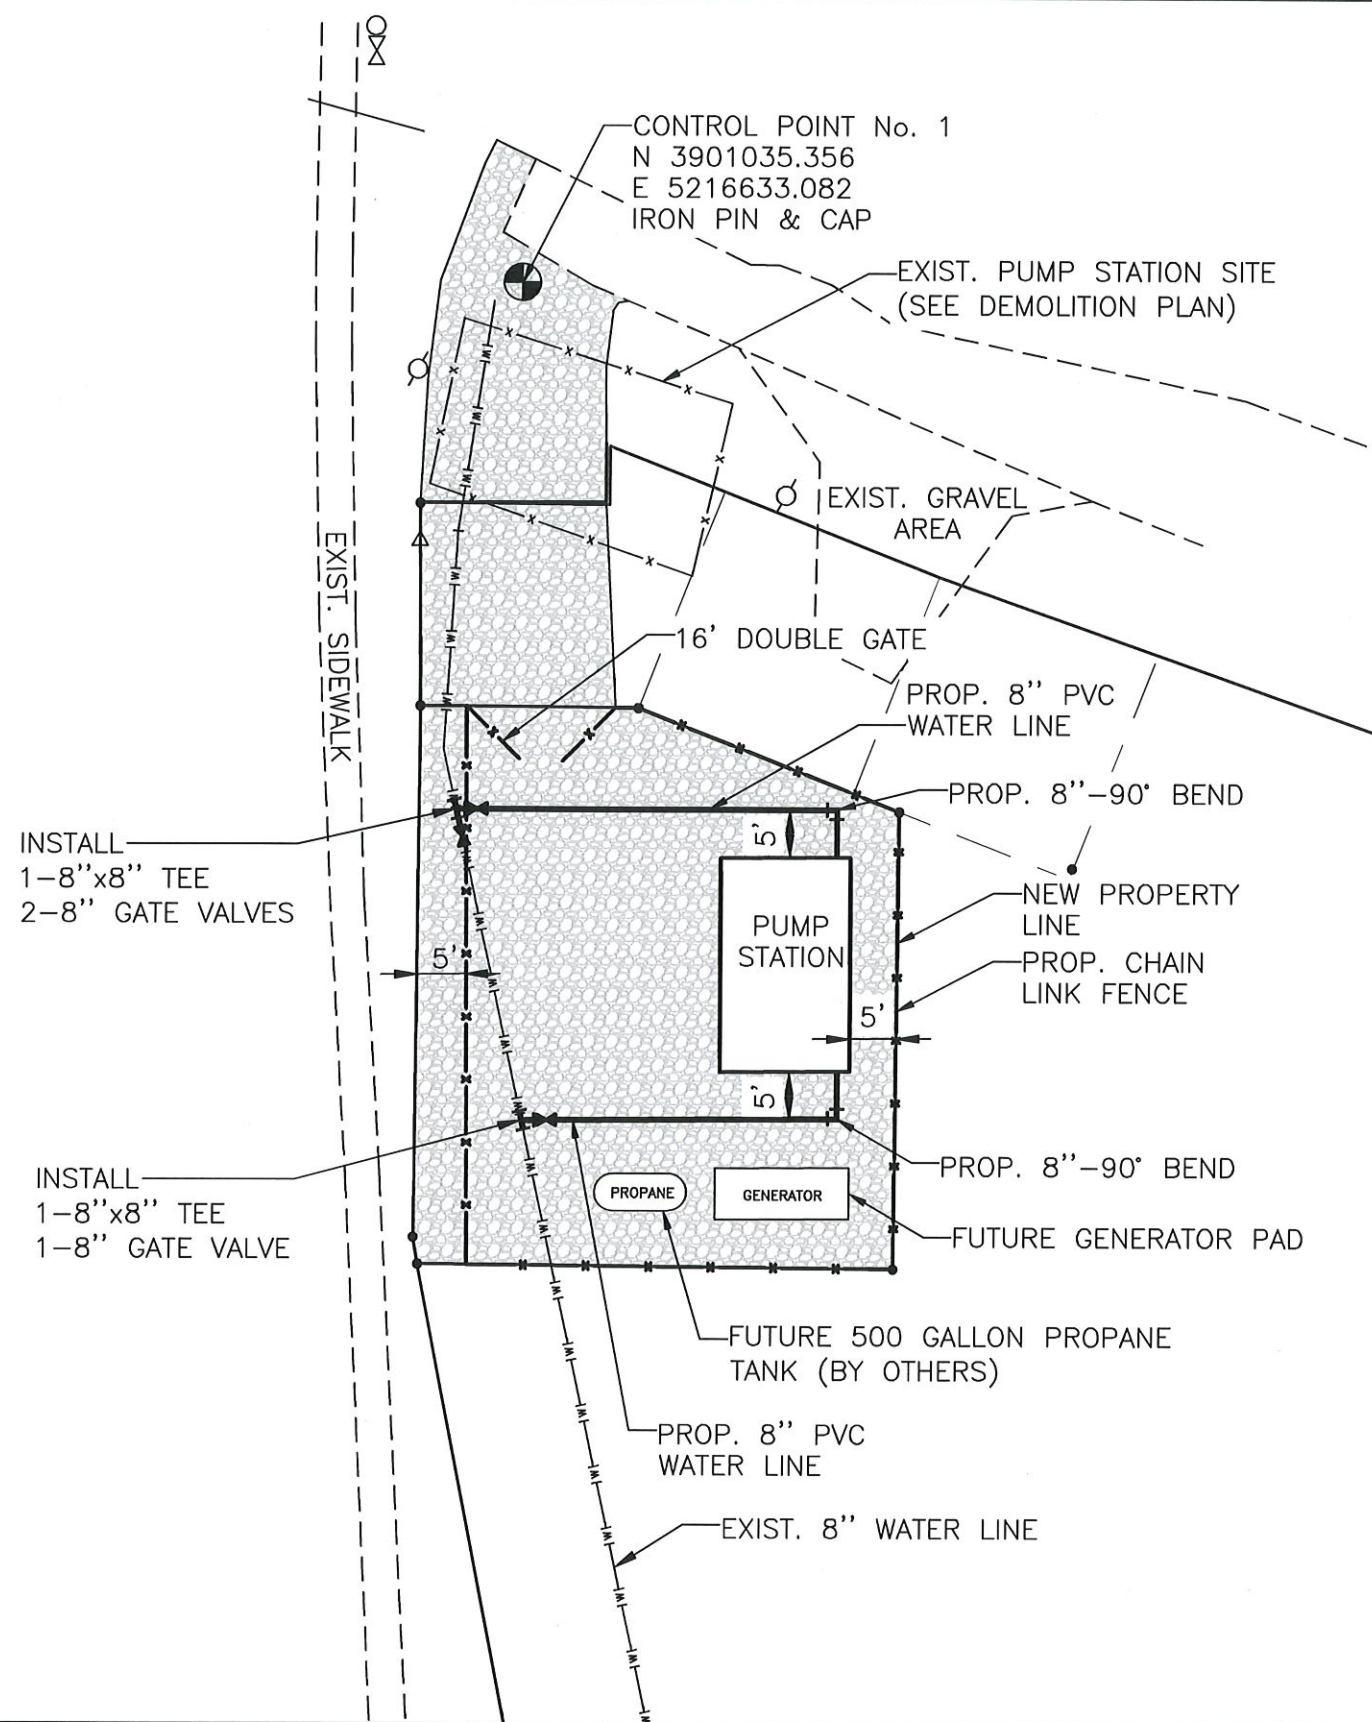 CONTROL POINT No. 1
N 3901035.356
E 5216633.082
IRON PIN & CAP
EXIST. PUMP STATION SITE
(SEE DEMOLITION PLAN)
EXIST. GRAVEL
AREA
EXIST. SIDEWALK
16' DOUBLE GATE
PROP. 8'' PVC
WATER LINE
PROP. 8''-90° BEND
INSTALL
1-8''x8'' TEE
2-8'' GATE VALVES
5'
PUMP
STATION
NEW PROPERTY
LINE
5'
PROP. CHAIN
LINK FENCE
5'
5'
INSTALL
1-8''x8'' TEE
1-8'' GATE VALVE
PROP. 8''-90° BEND
PROPANE
GENERATOR
FUTURE GENERATOR PAD
FUTURE 500 GALLON PROPANE
TANK (BY OTHERS)
PROP. 8'' PVC
WATER LINE
EXIST. 8'' WATER LINE